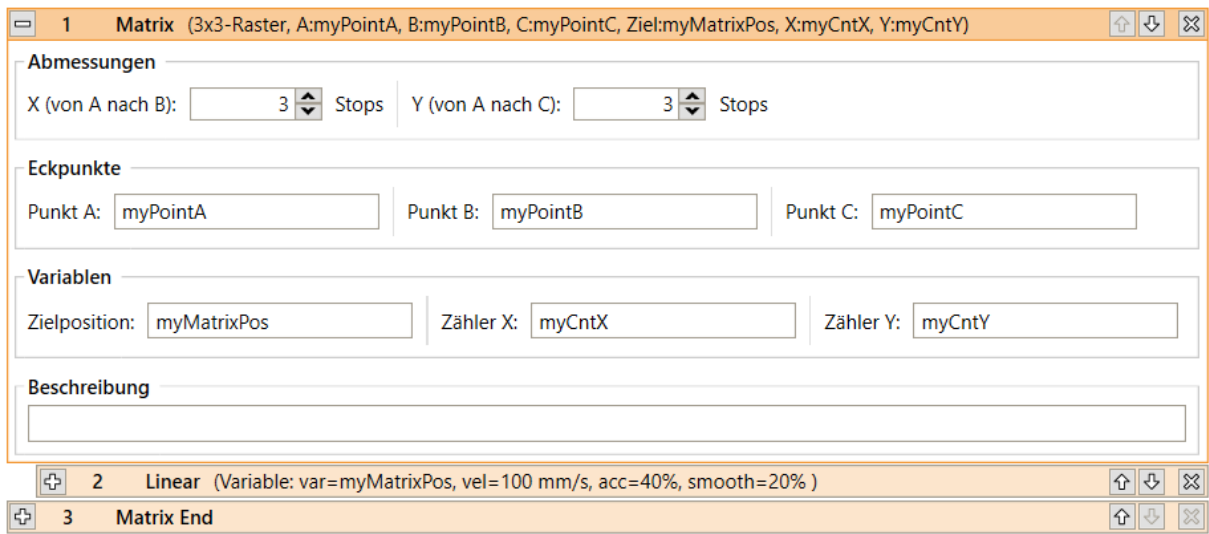 1 Matrix (3x3-Raster, A:myPointA, B:myPointB, C:myPointC, Ziel:myMatrixPos, X:myCntX, Y:myCntY)
Abmessungen
X (von A nach B): 3 Stops Y (von A nach C): 3 Stops
Eckpunkte
Punkt A: myPointA Punkt B: myPointB Punkt C: myPointC
Variablen
Zielposition: myMatrixPos Zähler X: myCntX Zähler Y: myCntY
Beschreibung
2 Linear (Variable: var=myMatrixPos, vel=100 mm/s, acc=40%, smooth=20% )
3 Matrix End